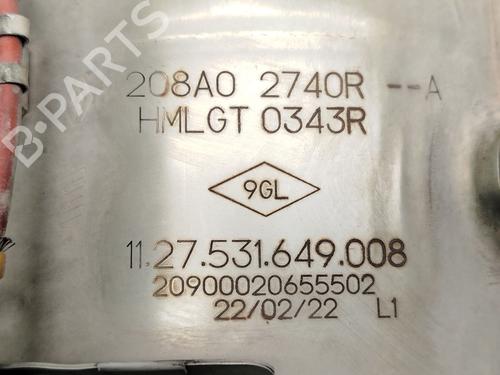 B-PARTS
208A0 2740R --A
HMLGT 0343R
9GL
11.27.531.649.008
20900020655502
22/02/22 L1